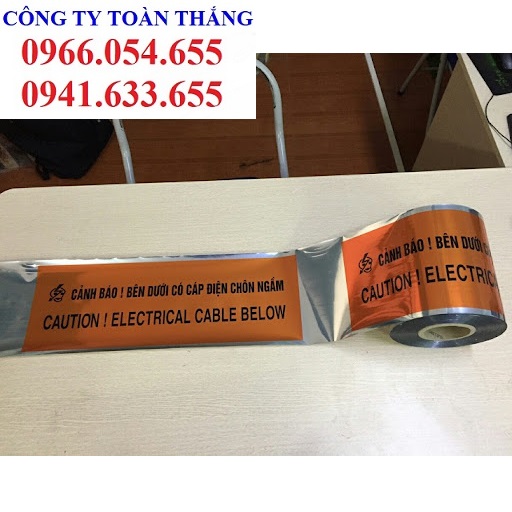 CÔNG TY TOÀN THẮNG
0966.054.655
0941.633.655
CẢNH BÁO ! BÊN DƯỚI CÓ CÁP ĐIỆN CHÔN NGẦM
CAUTION ! ELECTRICAL CABLE BELOW
CẢNH BÁO ! BÊN DƯỚI C
CAUTION ! ELECTRIC